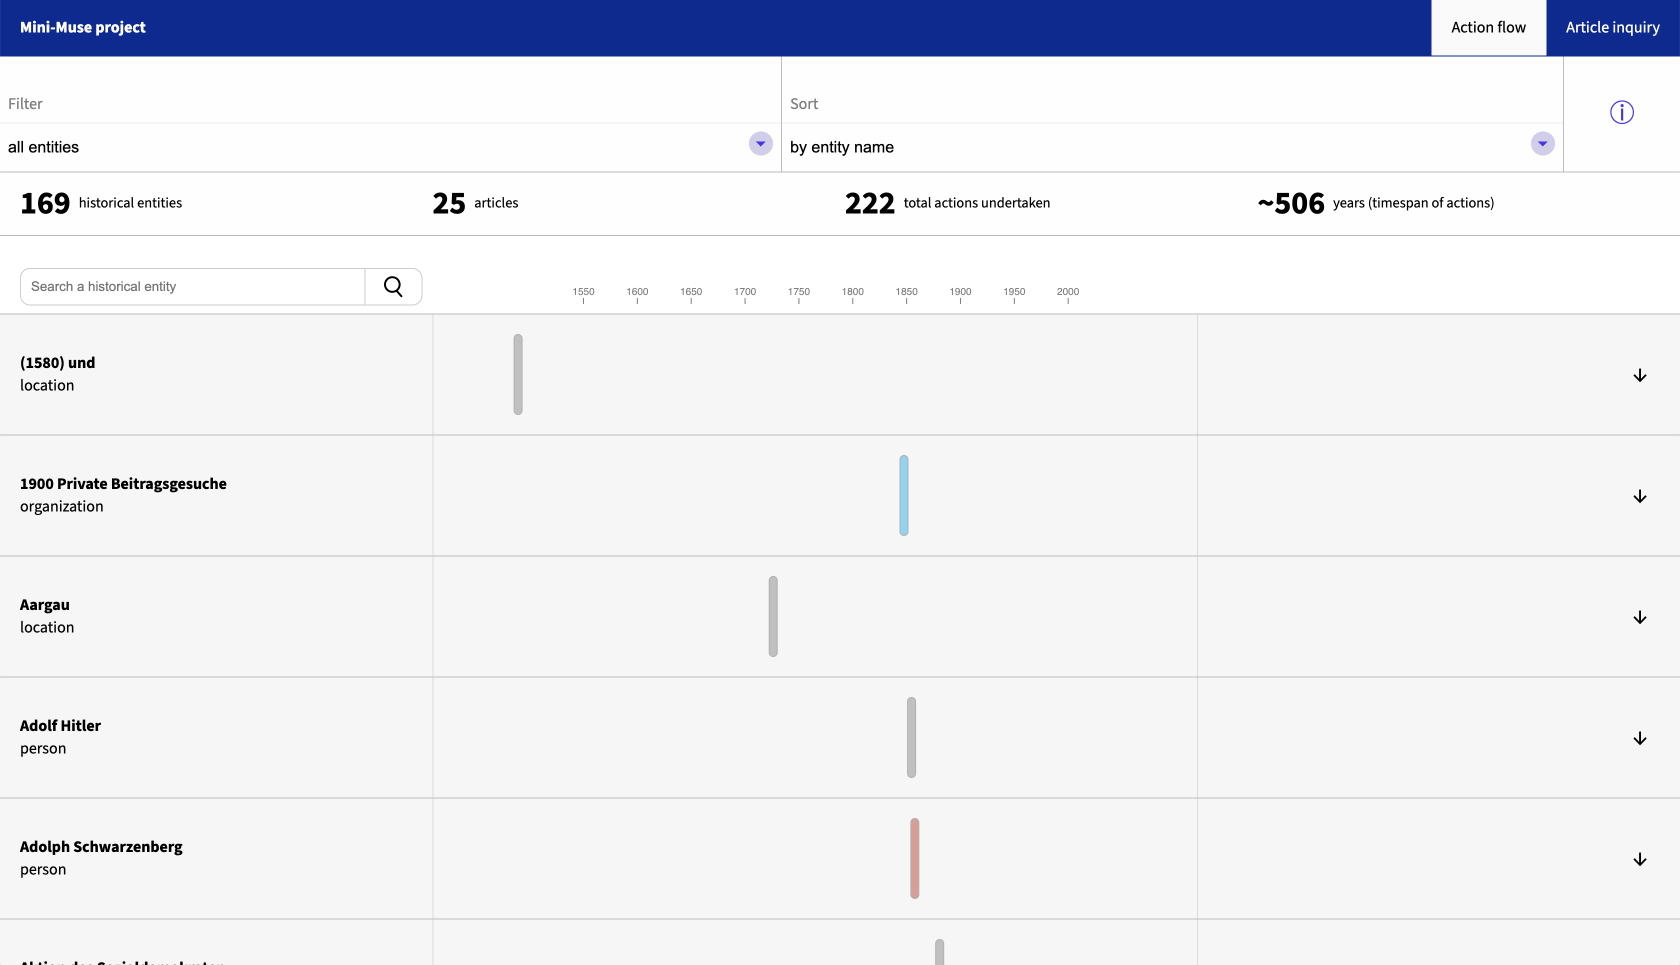 Mini-Muse project
Action flow
Article inquiry
Filter
Sort
all entities
by entity name
169 historical entities
25 articles
222 total actions undertaken
~506 years (timespan of actions)
Search a historical entity
1550 1600 1650 1700 1750 1800 1850 1900 1950 2000
(1580) und
location
1900 Private Beitragsgesuche
organization
Aargau
location
Adolf Hitler
person
Adolph Schwarzenberg
person